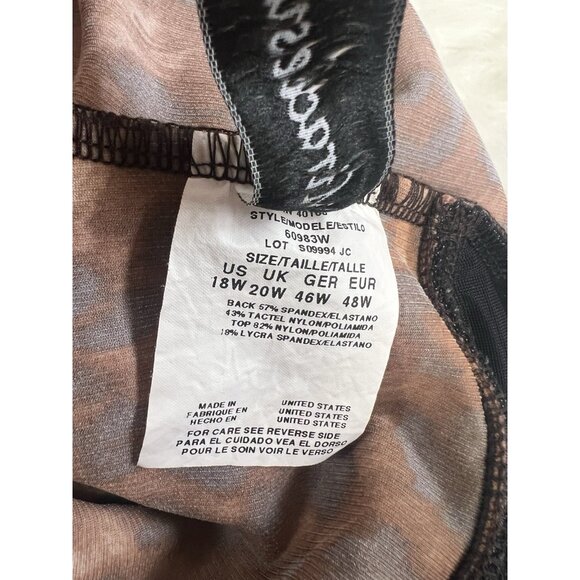 Miraclesuit
STYLE/MODELE/ESTILO
60983W
LOT S09994 JC
SIZE/TAILLE/TALLE
US UK GER EUR
18W 20W 46W 48W
BACK 57% SPANDEX/ELASTANO
43% TACTEL NYLON/POLIAMIDA
TOP 82% NYLON/POLIAMIDA
18% LYCRA SPANDEX/ELASTANO
MADE IN UNITED STATES
FABRIQUE EN UNITED STATES
HECHO EN UNITED STATES
FOR CARE SEE REVERSE SIDE
PARA EL CUIDADO VEA EL DORSO
POUR LE SOIN VOIR LE VERSO